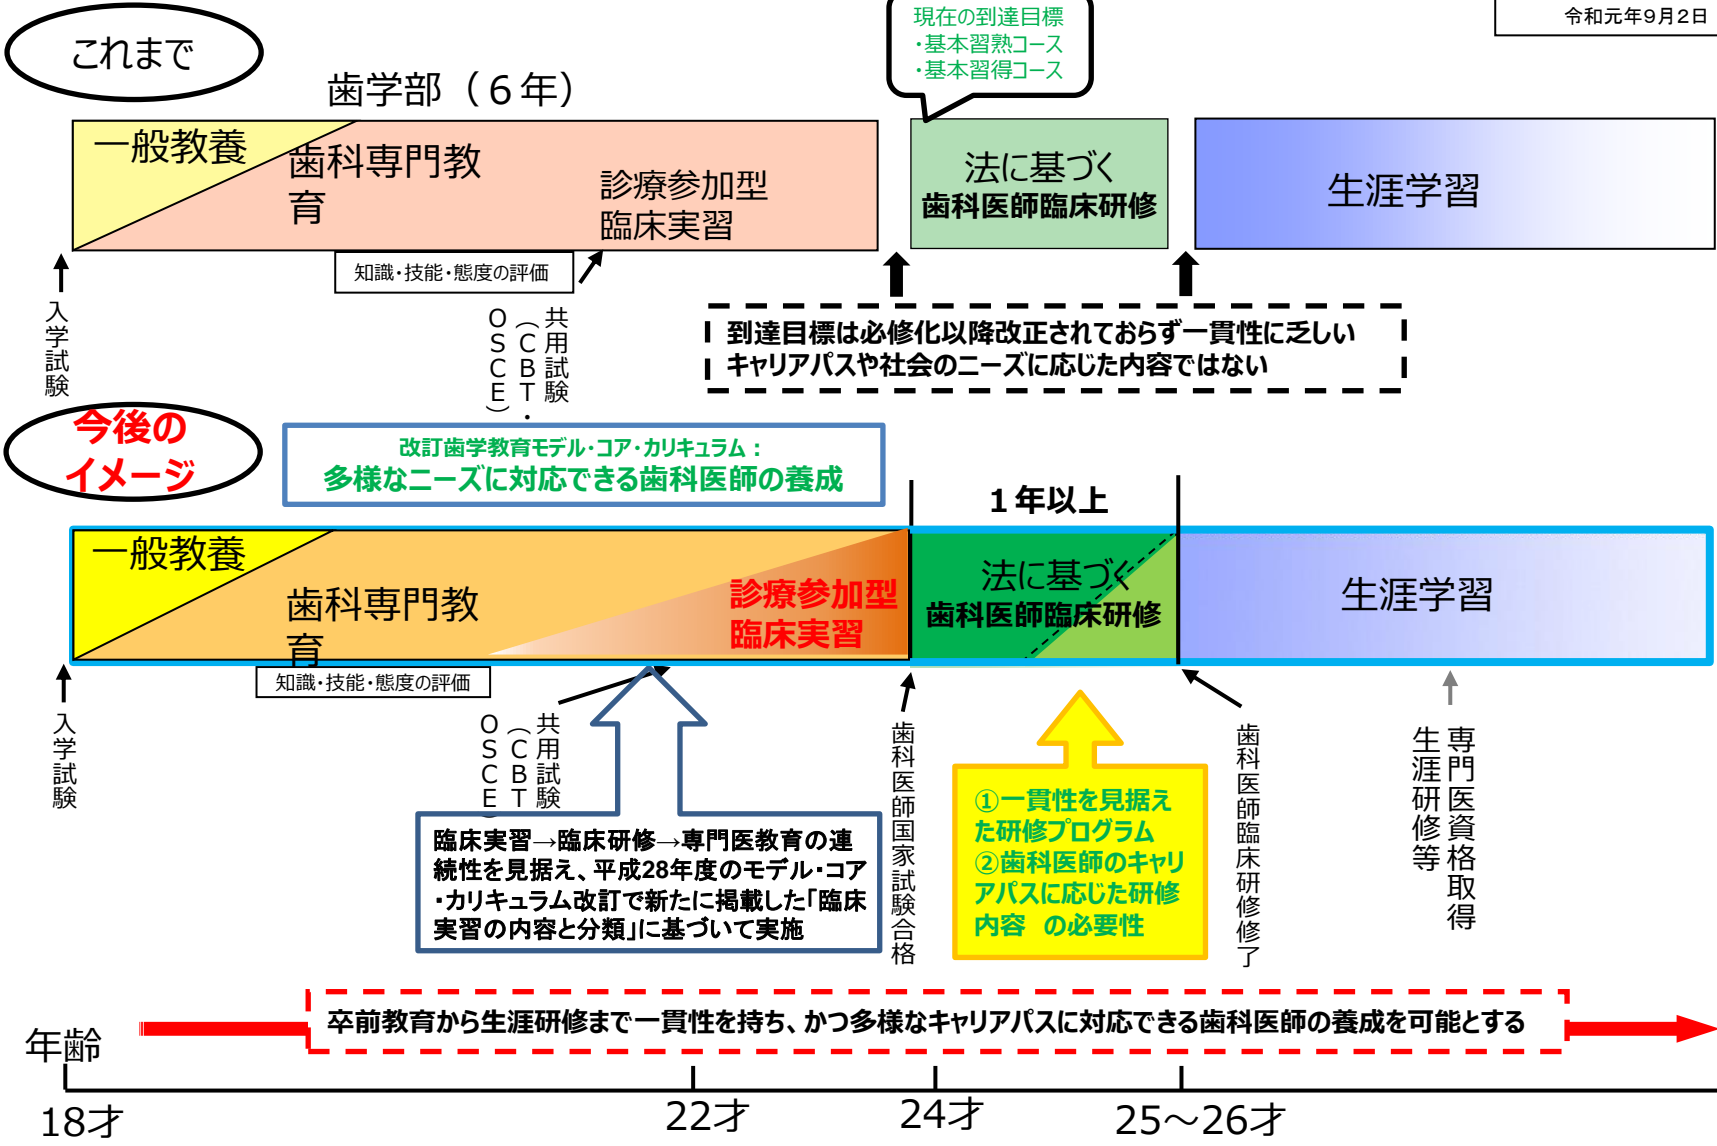 令和元年9月2日
これまで
現在の到達目標
・基本習熟コース
・基本習得コース
歯学部（６年）
一般教養
歯科専門教
育
診療参加型
臨床実習
法に基づく
歯科医師臨床研修
生涯学習
知識・技能・態度の評価
入学試験
共用試験
（ＣＢＴ・
ＯＳＣＥ）
到達目標は必修化以降改正されておらず一貫性に乏しい
キャリアパスや社会のニーズに応じた内容ではない
今後の
イメージ
改訂歯学教育モデル・コア・カリキュラム：
多様なニーズに対応できる歯科医師の養成
１年以上
一般教養
歯科専門教
育
診療参加型
臨床実習
法に基づく
歯科医師臨床研修
生涯学習
知識・技能・態度の評価
入学試験
共用試験
（ＣＢＴ
ＯＳＣＥ
歯科医師国家試験合格
歯科医師臨床研修修了
専門医資格取得
生涯研修等
臨床実習→臨床研修→専門医教育の連
続性を見据え、平成28年度のモデル・コア
・カリキュラム改訂で新たに掲載した「臨床
実習の内容と分類」に基づいて実施
①一貫性を見据え
た研修プログラム
②歯科医師のキャリ
アパスに応じた研修
内容　の必要性
卒前教育から生涯研修まで一貫性を持ち、かつ多様なキャリアパスに対応できる歯科医師の養成を可能とする
年齢
18才
22才
24才
25～26才